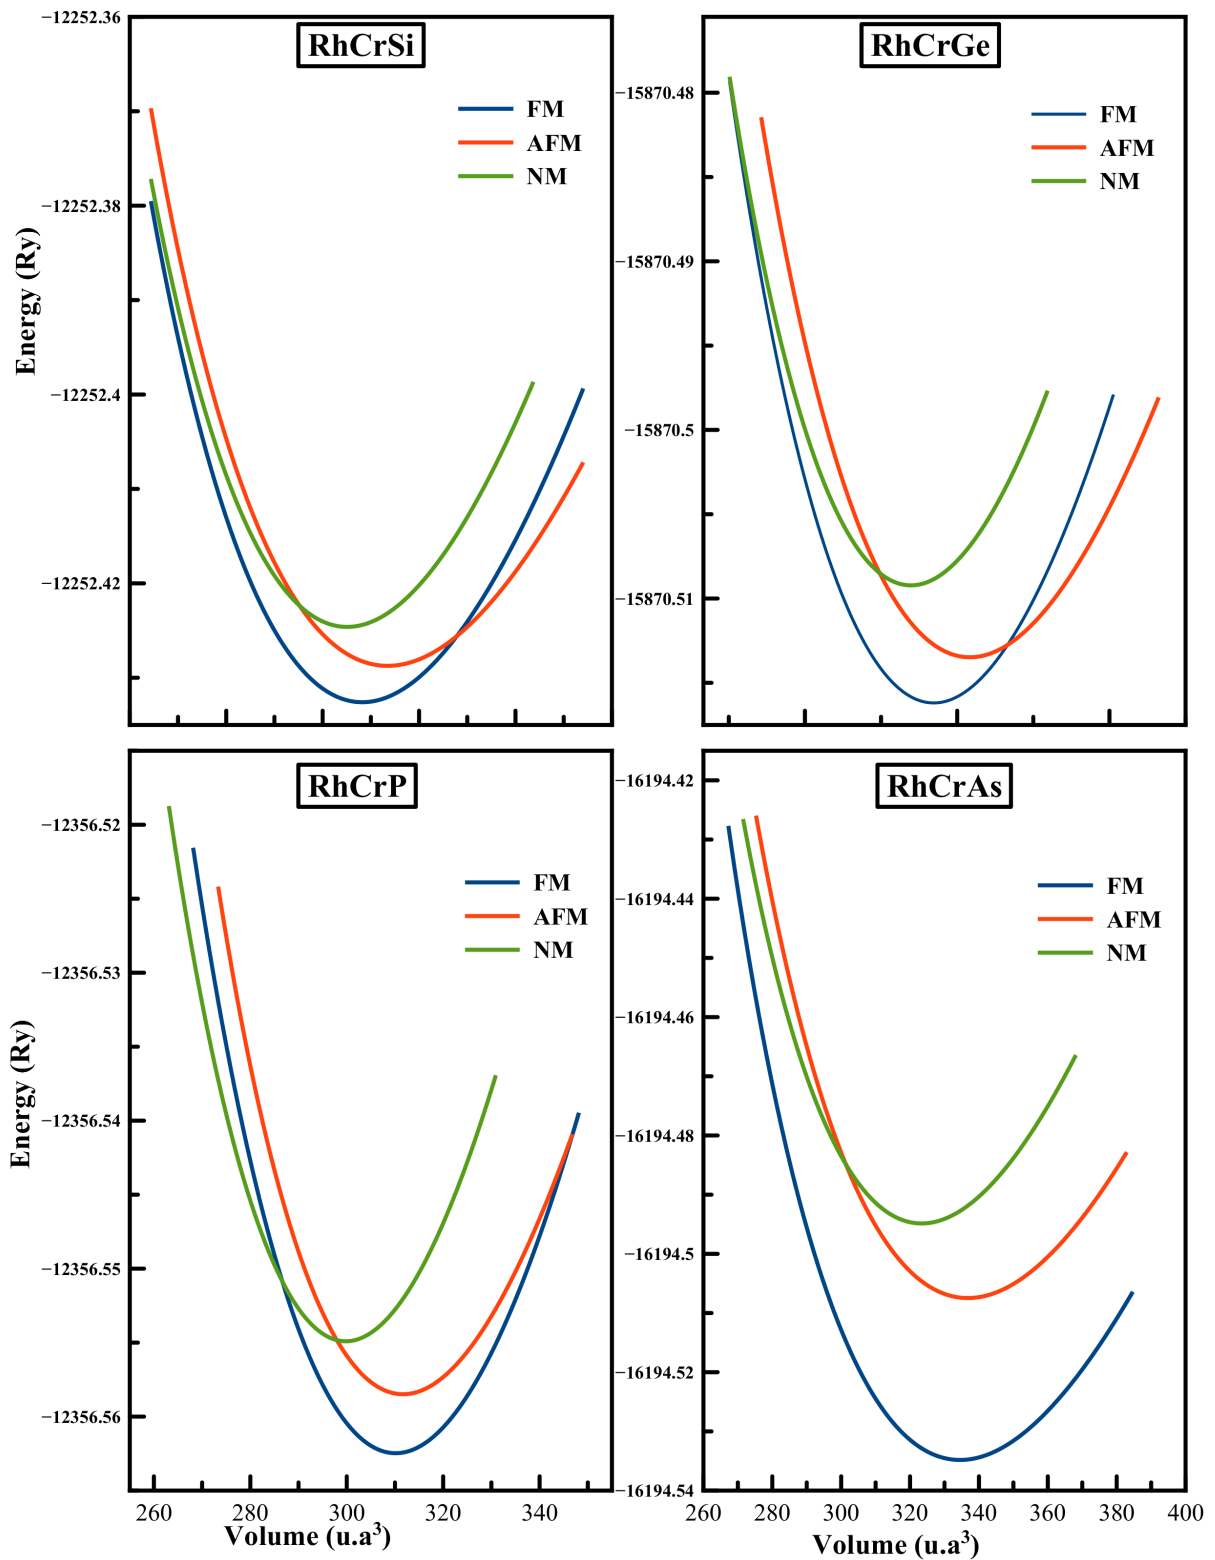 RhCrSi
−12252.36
−12252.38
−12252.4
−12252.42
Energy (Ry)
FM
AFM
NM
RhCrGe
−15870.48
−15870.49
−15870.5
−15870.51
FM
AFM
NM
RhCrP
−12356.52
−12356.53
−12356.54
−12356.55
−12356.56
Energy (Ry)
FM
AFM
NM
260 280 300 320 340
Volume (u.a³)
RhCrAs
−16194.42
−16194.44
−16194.46
−16194.48
−16194.5
−16194.52
−16194.54
FM
AFM
NM
260 280 300 320 340 360 380 400
Volume (u.a³)